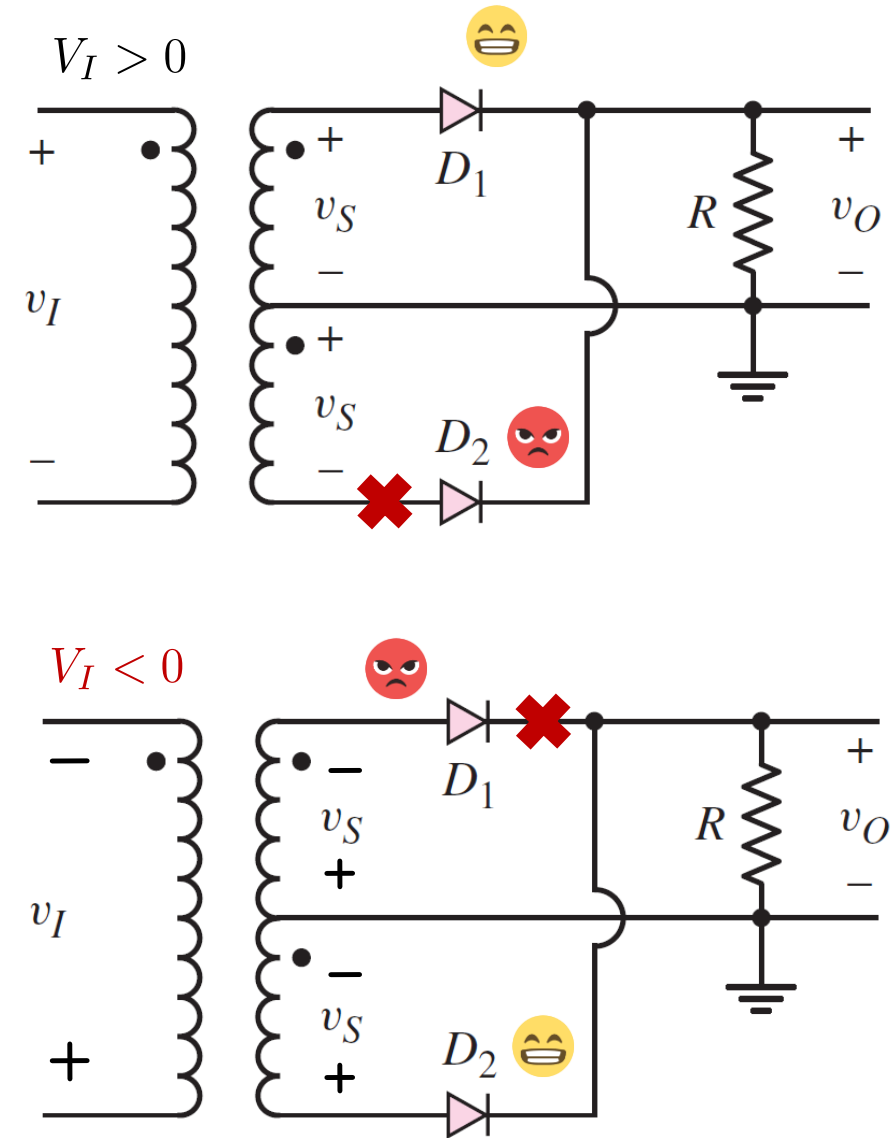 V_I > 0
+ + +
D_1
v_S R v_O
− −
v_I
+
v_S
D_2
− −
V_I < 0
− − +
D_1
v_S R v_O
+ −
v_I
−
v_S
D_2
+ +